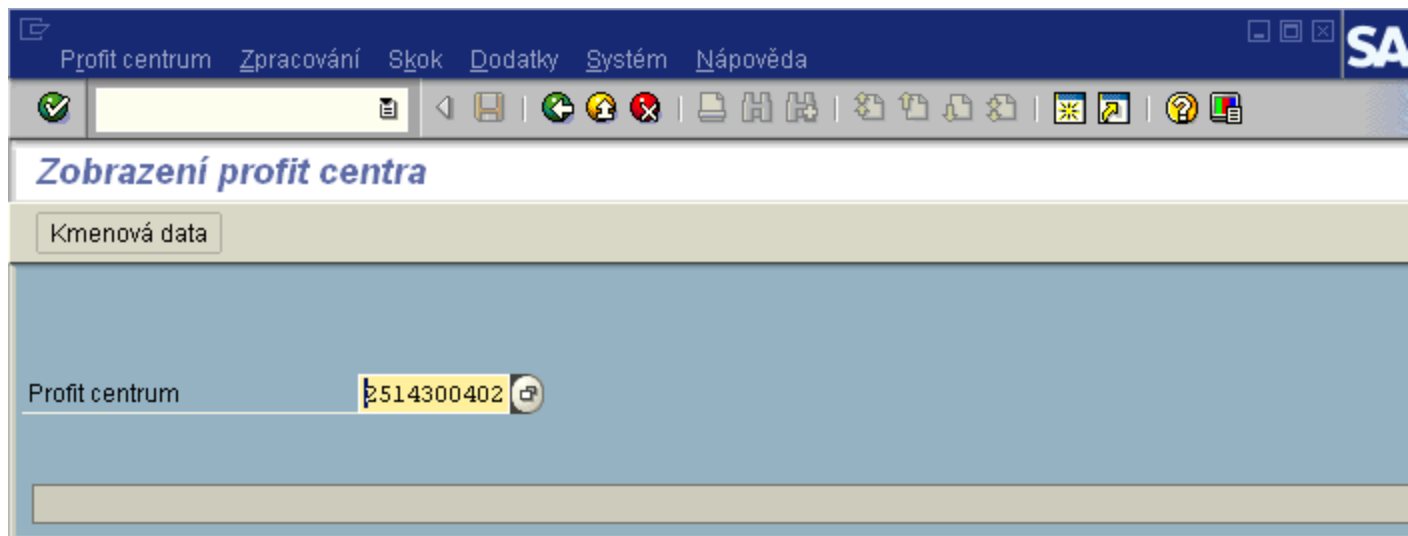 Profit centrum Zpracování Skok Dodatky Systém Nápověda
Zobrazení profit centra
Kmenová data
Profit centrum 2514300402